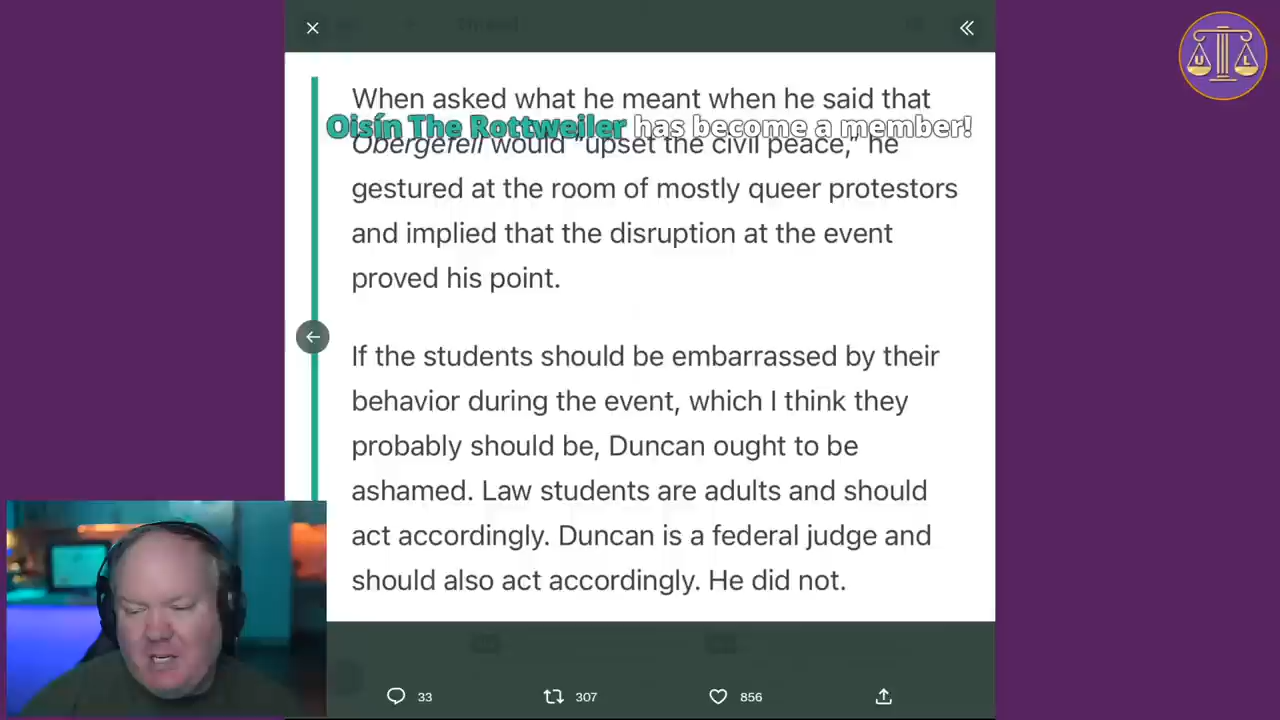 When asked what he meant when he said that
Oisín The Rottweiler has become a member!
Obergefell would “upset the civil peace,” he
gestured at the room of mostly queer protestors
and implied that the disruption at the event
proved his point.
If the students should be embarrassed by their
behavior during the event, which I think they
probably should be, Duncan ought to be
ashamed. Law students are adults and should
act accordingly. Duncan is a federal judge and
should also act accordingly. He did not.
33
307
856
U L